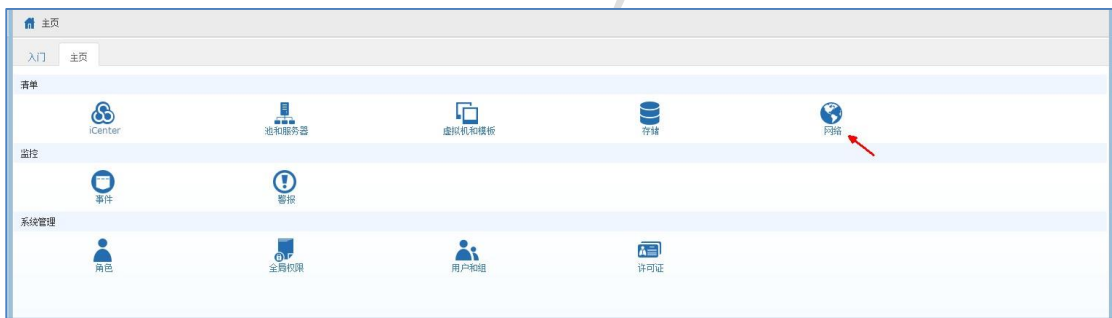 主页
入门 主页
清单
iCenter 池和服务器 虚拟机和模板 存储 网络
监控
事件 警报
系统管理
角色 全局权限 用户和组 许可证